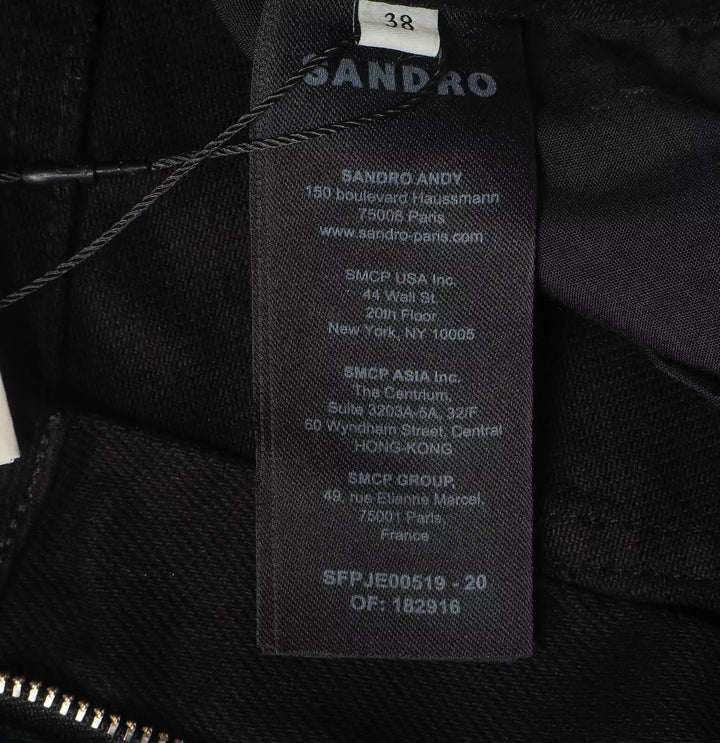 38
SANDRO
SANDRO ANDY
150 boulevard Haussmann
75008 Paris
www.sandro-paris.com
SMCP USA Inc.
44 Wall St.
20th Floor
New York, NY 10005
SMCP ASIA Inc.
The Centrium,
Suite 3203A-5A, 32/F
60 Wyndham Street, Central
HONG-KONG
SMCP GROUP.
49, rue Etienne Marcel,
75001 Paris
France
SFPJE00519 - 20
OF: 182916